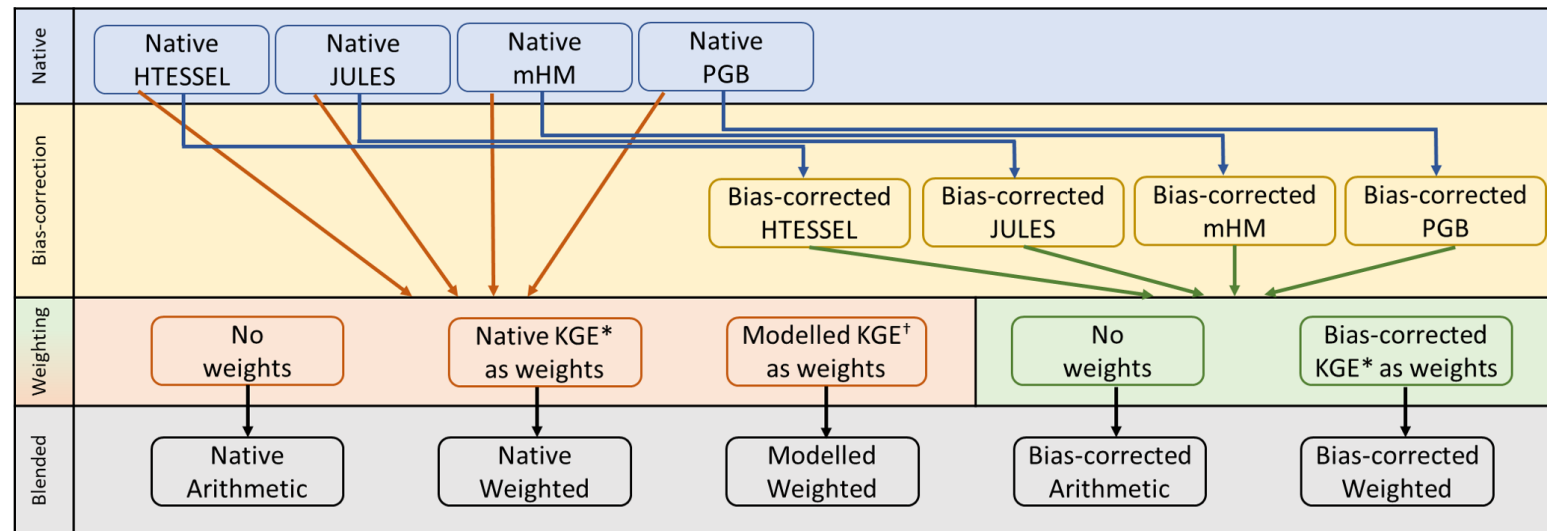 Native
Native
HTESSEL
Native
JULES
Native
mHM
Native
PGB
Bias-correction
Bias-corrected
HTESSEL
Bias-corrected
JULES
Bias-corrected
mHM
Bias-corrected
PGB
Weighting
No
weights
Native KGE*
as weights
Modelled KGE†
as weights
No
weights
Bias-corrected
KGE* as weights
Blended
Native
Arithmetic
Native
Weighted
Modelled
Weighted
Bias-corrected
Arithmetic
Bias-corrected
Weighted